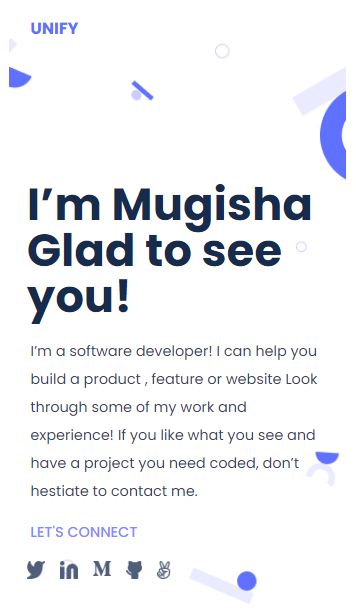 UNIFY
I’m Mugisha
Glad to see
you!
I’m a software developer! I can help you
build a product , feature or website Look
through some of my work and
experience! If you like what you see and
have a project you need coded, don’t
hestiate to contact me.
LET'S CONNECT